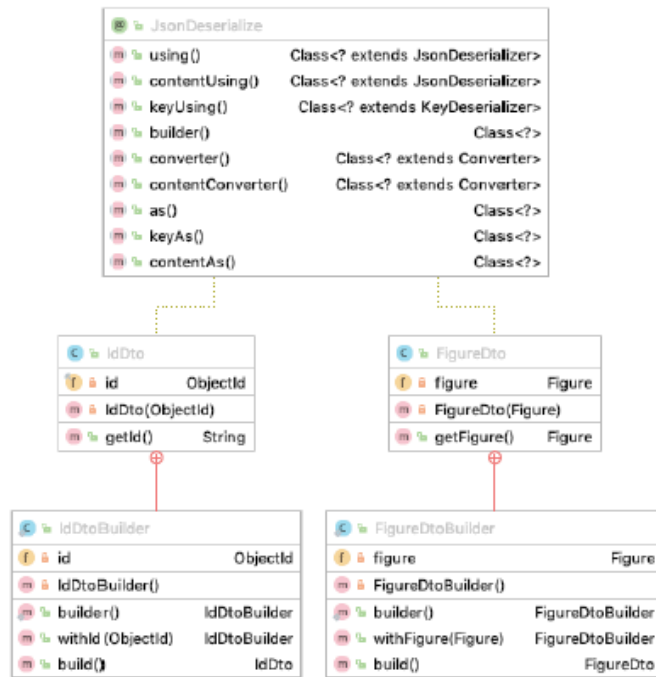 JsonDeserialize
using() Class<? extends JsonDeserializer>
contentUsing() Class<? extends JsonDeserializer>
keyUsing() Class<? extends KeyDeserializer>
builder() Class<?>
converter() Class<? extends Converter>
contentConverter() Class<? extends Converter>
as() Class<?>
keyAs() Class<?>
contentAs() Class<?>
IdDto
id ObjectId
IdDto(ObjectId)
getId() String
FigureDto
figure Figure
FigureDto(Figure)
getFigure() Figure
IdDtoBuilder
id ObjectId
IdDtoBuilder()
builder() IdDtoBuilder
withId (ObjectId) IdDtoBuilder
build() IdDto
FigureDtoBuilder
figure Figure
FigureDtoBuilder()
builder() FigureDtoBuilder
withFigure(Figure) FigureDtoBuilder
build() FigureDto